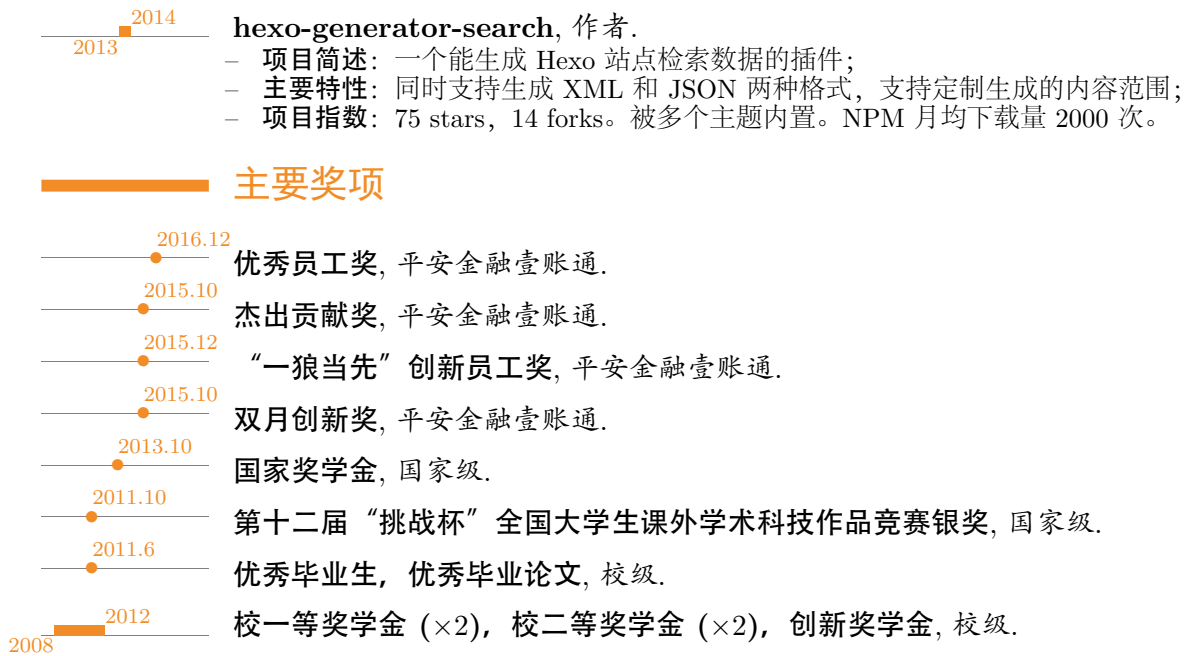 2014
2013
hexo-generator-search, 作者.
– 项目简述：一个能生成 Hexo 站点检索数据的插件；
– 主要特性：同时支持生成 XML 和 JSON 两种格式，支持定制生成的内容范围；
– 项目指数：75 stars，14 forks。被多个主题内置。NPM 月均下载量 2000 次。
主要奖项
2016.12
优秀员工奖, 平安金融壹账通.
2015.10
杰出贡献奖, 平安金融壹账通.
2015.12
“一狼当先”创新员工奖, 平安金融壹账通.
2015.10
双月创新奖, 平安金融壹账通.
2013.10
国家奖学金, 国家级.
2011.10
第十二届“挑战杯”全国大学生课外学术科技作品竞赛银奖, 国家级.
2011.6
优秀毕业生，优秀毕业论文, 校级.
2012
2008
校一等奖学金 (×2)，校二等奖学金 (×2)，创新奖学金, 校级.